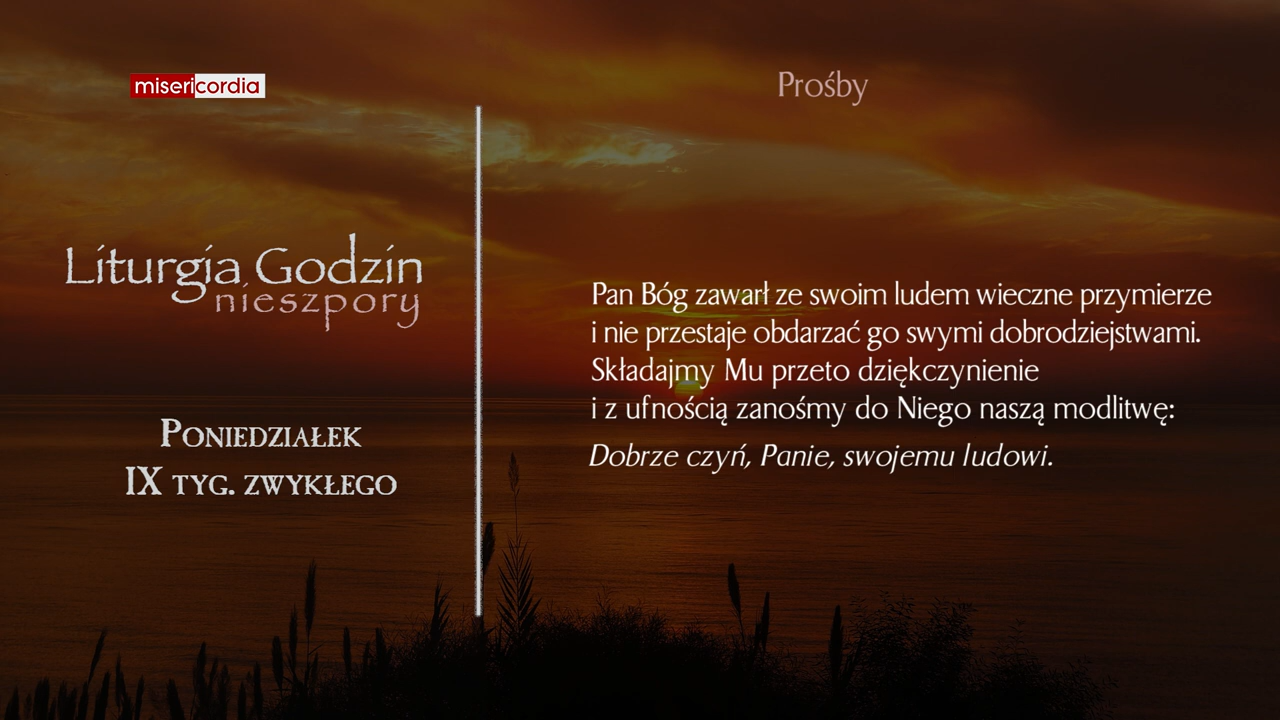 misericordia
Liturgia Godzin
nieszpory
Poniedziałek
IX tyg. zwykłego
Prośby
Pan Bóg zawarł ze swoim ludem wieczne przymierze
i nie przestaje obdarzać go swymi dobrodziejstwami.
Składajmy Mu przeto dziękczynienie
i z ufnością zanośmy do Niego naszą modlitwę:
Dobrze czyń, Panie, swojemu ludowi.